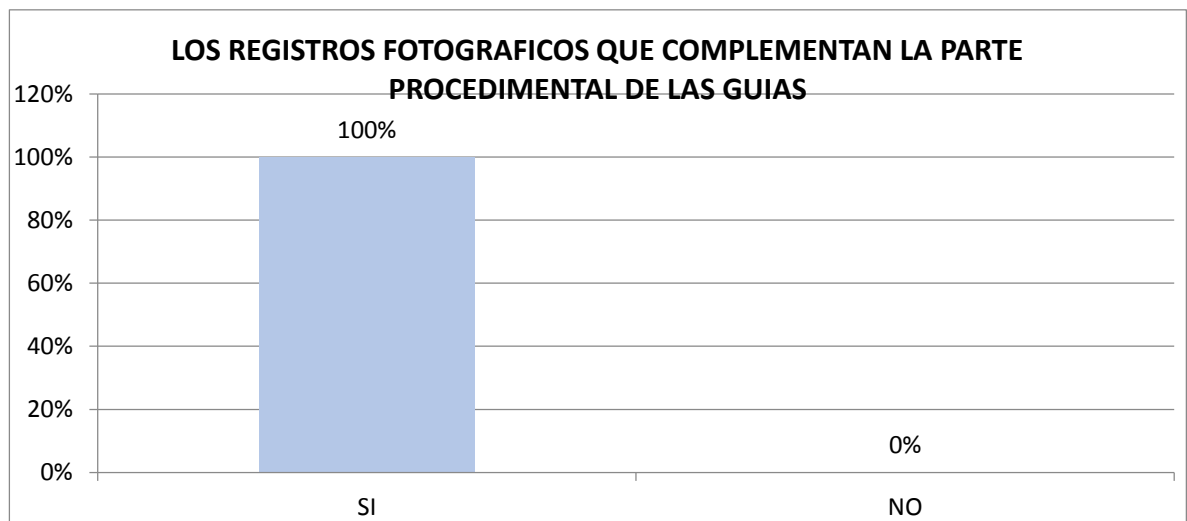 LOS REGISTROS FOTOGRAFICOS QUE COMPLEMENTAN LA PARTE
PROCEDIMENTAL DE LAS GUIAS
120%
100%
100%
80%
60%
40%
20%
0%
0%
SI
NO